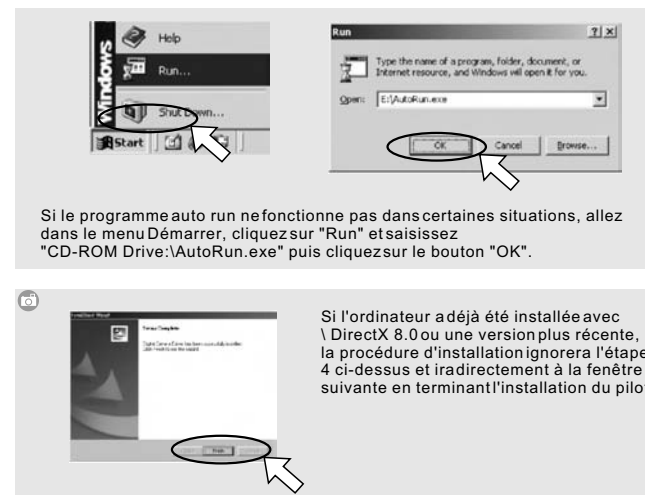 Help
Run...
Shut Down...
Windows
Start
Run
Type the name of a program, folder, document, or
Internet resource, and Windows will open it for you.
Open: E:\AutoRun.exe
OK Cancel Browse...
Si le programme auto run ne fonctionne pas dans certaines situations, allez
dans le menu Démarrer, cliquez sur "Run" et saisissez
"CD-ROM Drive:\AutoRun.exe" puis cliquez sur le bouton "OK".
Setup Complete
Finish
Si l'ordinateur a déjà été installée avec
\ DirectX 8.0 ou une version plus récente,
la procédure d'installation ignorera l'étape
4 ci-dessus et ira directement à la fenêtre
suivante en terminant l'installation du pilo